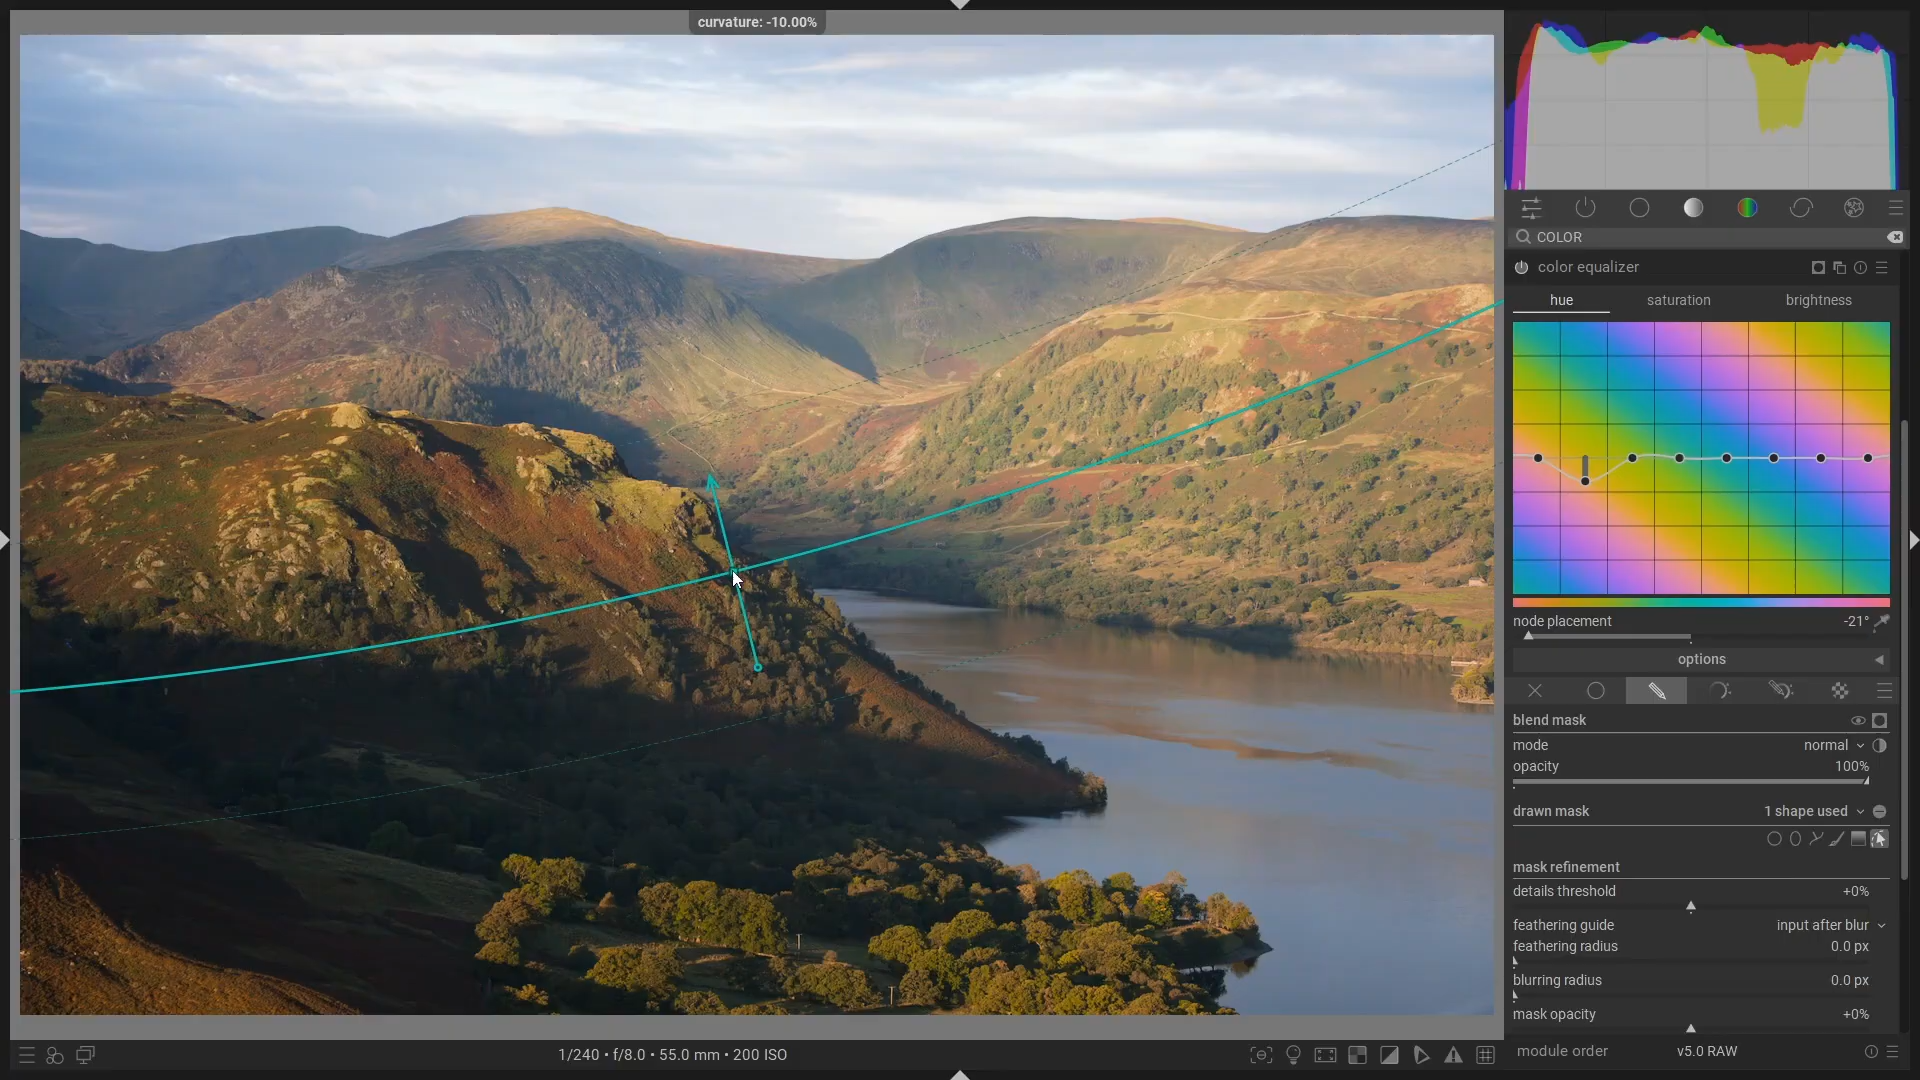 curvature: -10.00%
COLOR
color equalizer
hue saturation brightness
node placement -21°
options
blend mask
mode normal
opacity 100%
drawn mask 1 shape used
mask refinement
details threshold +0%
feathering guide input after blur
feathering radius 0.0 px
blurring radius 0.0 px
mask opacity +0%
1/240 • f/8.0 • 55.0 mm • 200 ISO
module order v5.0 RAW